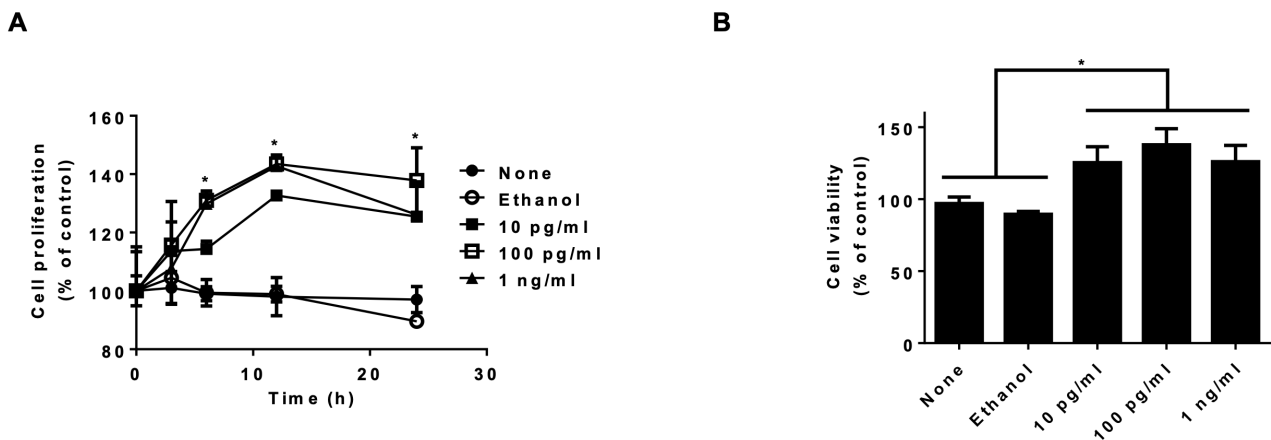 A
Cell proliferation
(% of control)
160
140
120
100
80
0
10
20
30
Time (h)
*
*
*
None
Ethanol
10 pg/ml
100 pg/ml
1 ng/ml
B
Cell viability
(% of control)
150
100
50
0
*
None
Ethanol
10 pg/ml
100 pg/ml
1 ng/ml